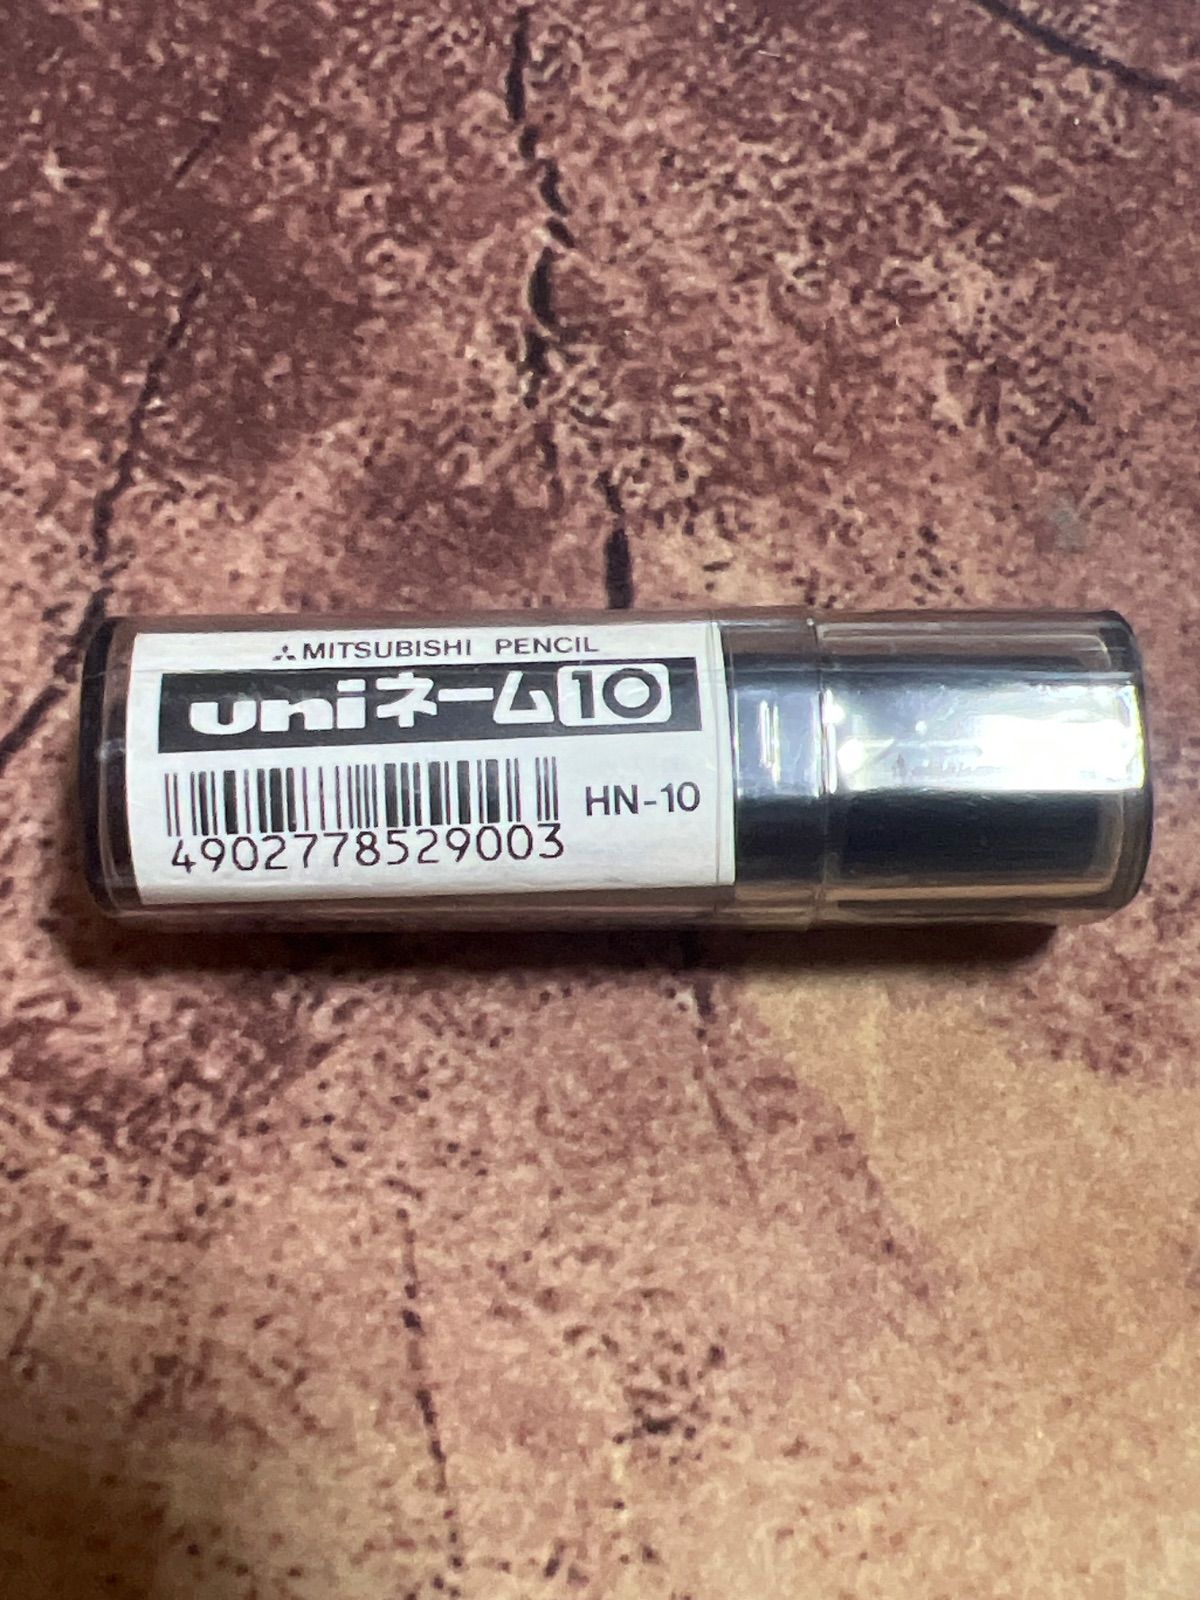 MITSUBISHI PENCIL
uniネーム10
HN-10
4902778529003